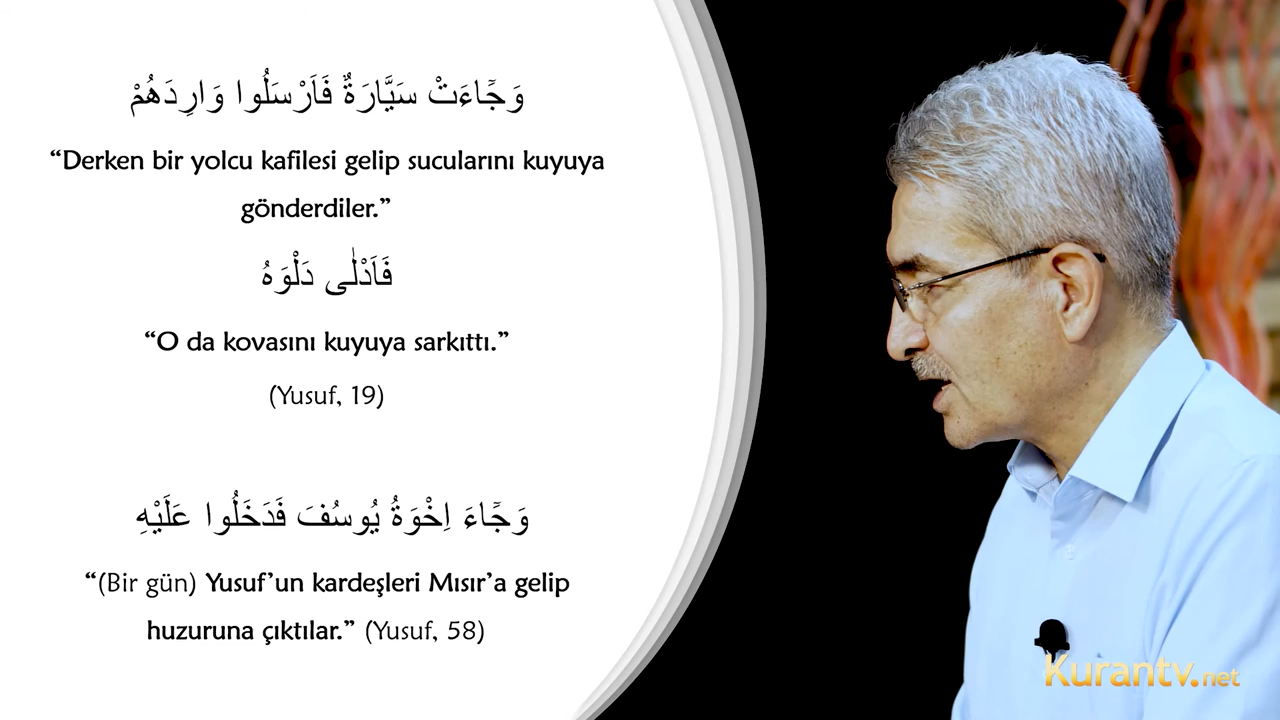 وَجَٓاءَتْ سَيَّارَةٌ فَاَرْسَلُوا وَارِدَهُمْ
“Derken bir yolcu kafilesi gelip sucularını kuyuya
gönderdiler.”
فَاَدْلٰى دَلْوَهُ
“O da kovasını kuyuya sarkıttı.”
(Yusuf, 19)
وَجَٓاءَ اِخْوَةُ يُوسُفَ فَدَخَلُوا عَلَيْهِ
“(Bir gün) Yusuf’un kardeşleri Mısır’a gelip
huzuruna çıktılar.” (Yusuf, 58)
Kurantv.net